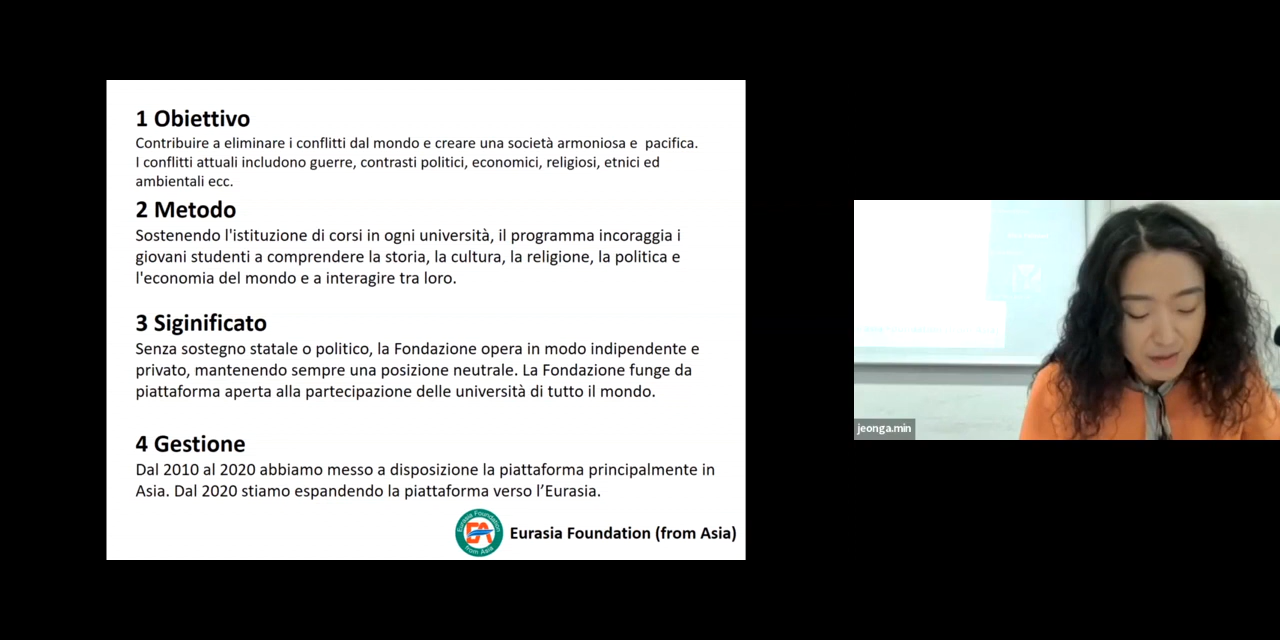 1 Obiettivo
Contribuire a eliminare i conflitti dal mondo e creare una società armoniosa e  pacifica.
I conflitti attuali includono guerre, contrasti politici, economici, religiosi, etnici ed
ambientali ecc.
2 Metodo
Sostenendo l'istituzione di corsi in ogni università, il programma incoraggia i
giovani studenti a comprendere la storia, la cultura, la religione, la politica e
l'economia del mondo e a interagire tra loro.
3 Siginificato
Senza sostegno statale o politico, la Fondazione opera in modo indipendente e
privato, mantenendo sempre una posizione neutrale. La Fondazione funge da
piattaforma aperta alla partecipazione delle università di tutto il mondo.
4 Gestione
Dal 2010 al 2020 abbiamo messo a disposizione la piattaforma principalmente in
Asia. Dal 2020 stiamo espandendo la piattaforma verso l’Eurasia.
Eurasia Foundation
EA
from Asia
Eurasia Foundation (from Asia)
jeonga.min